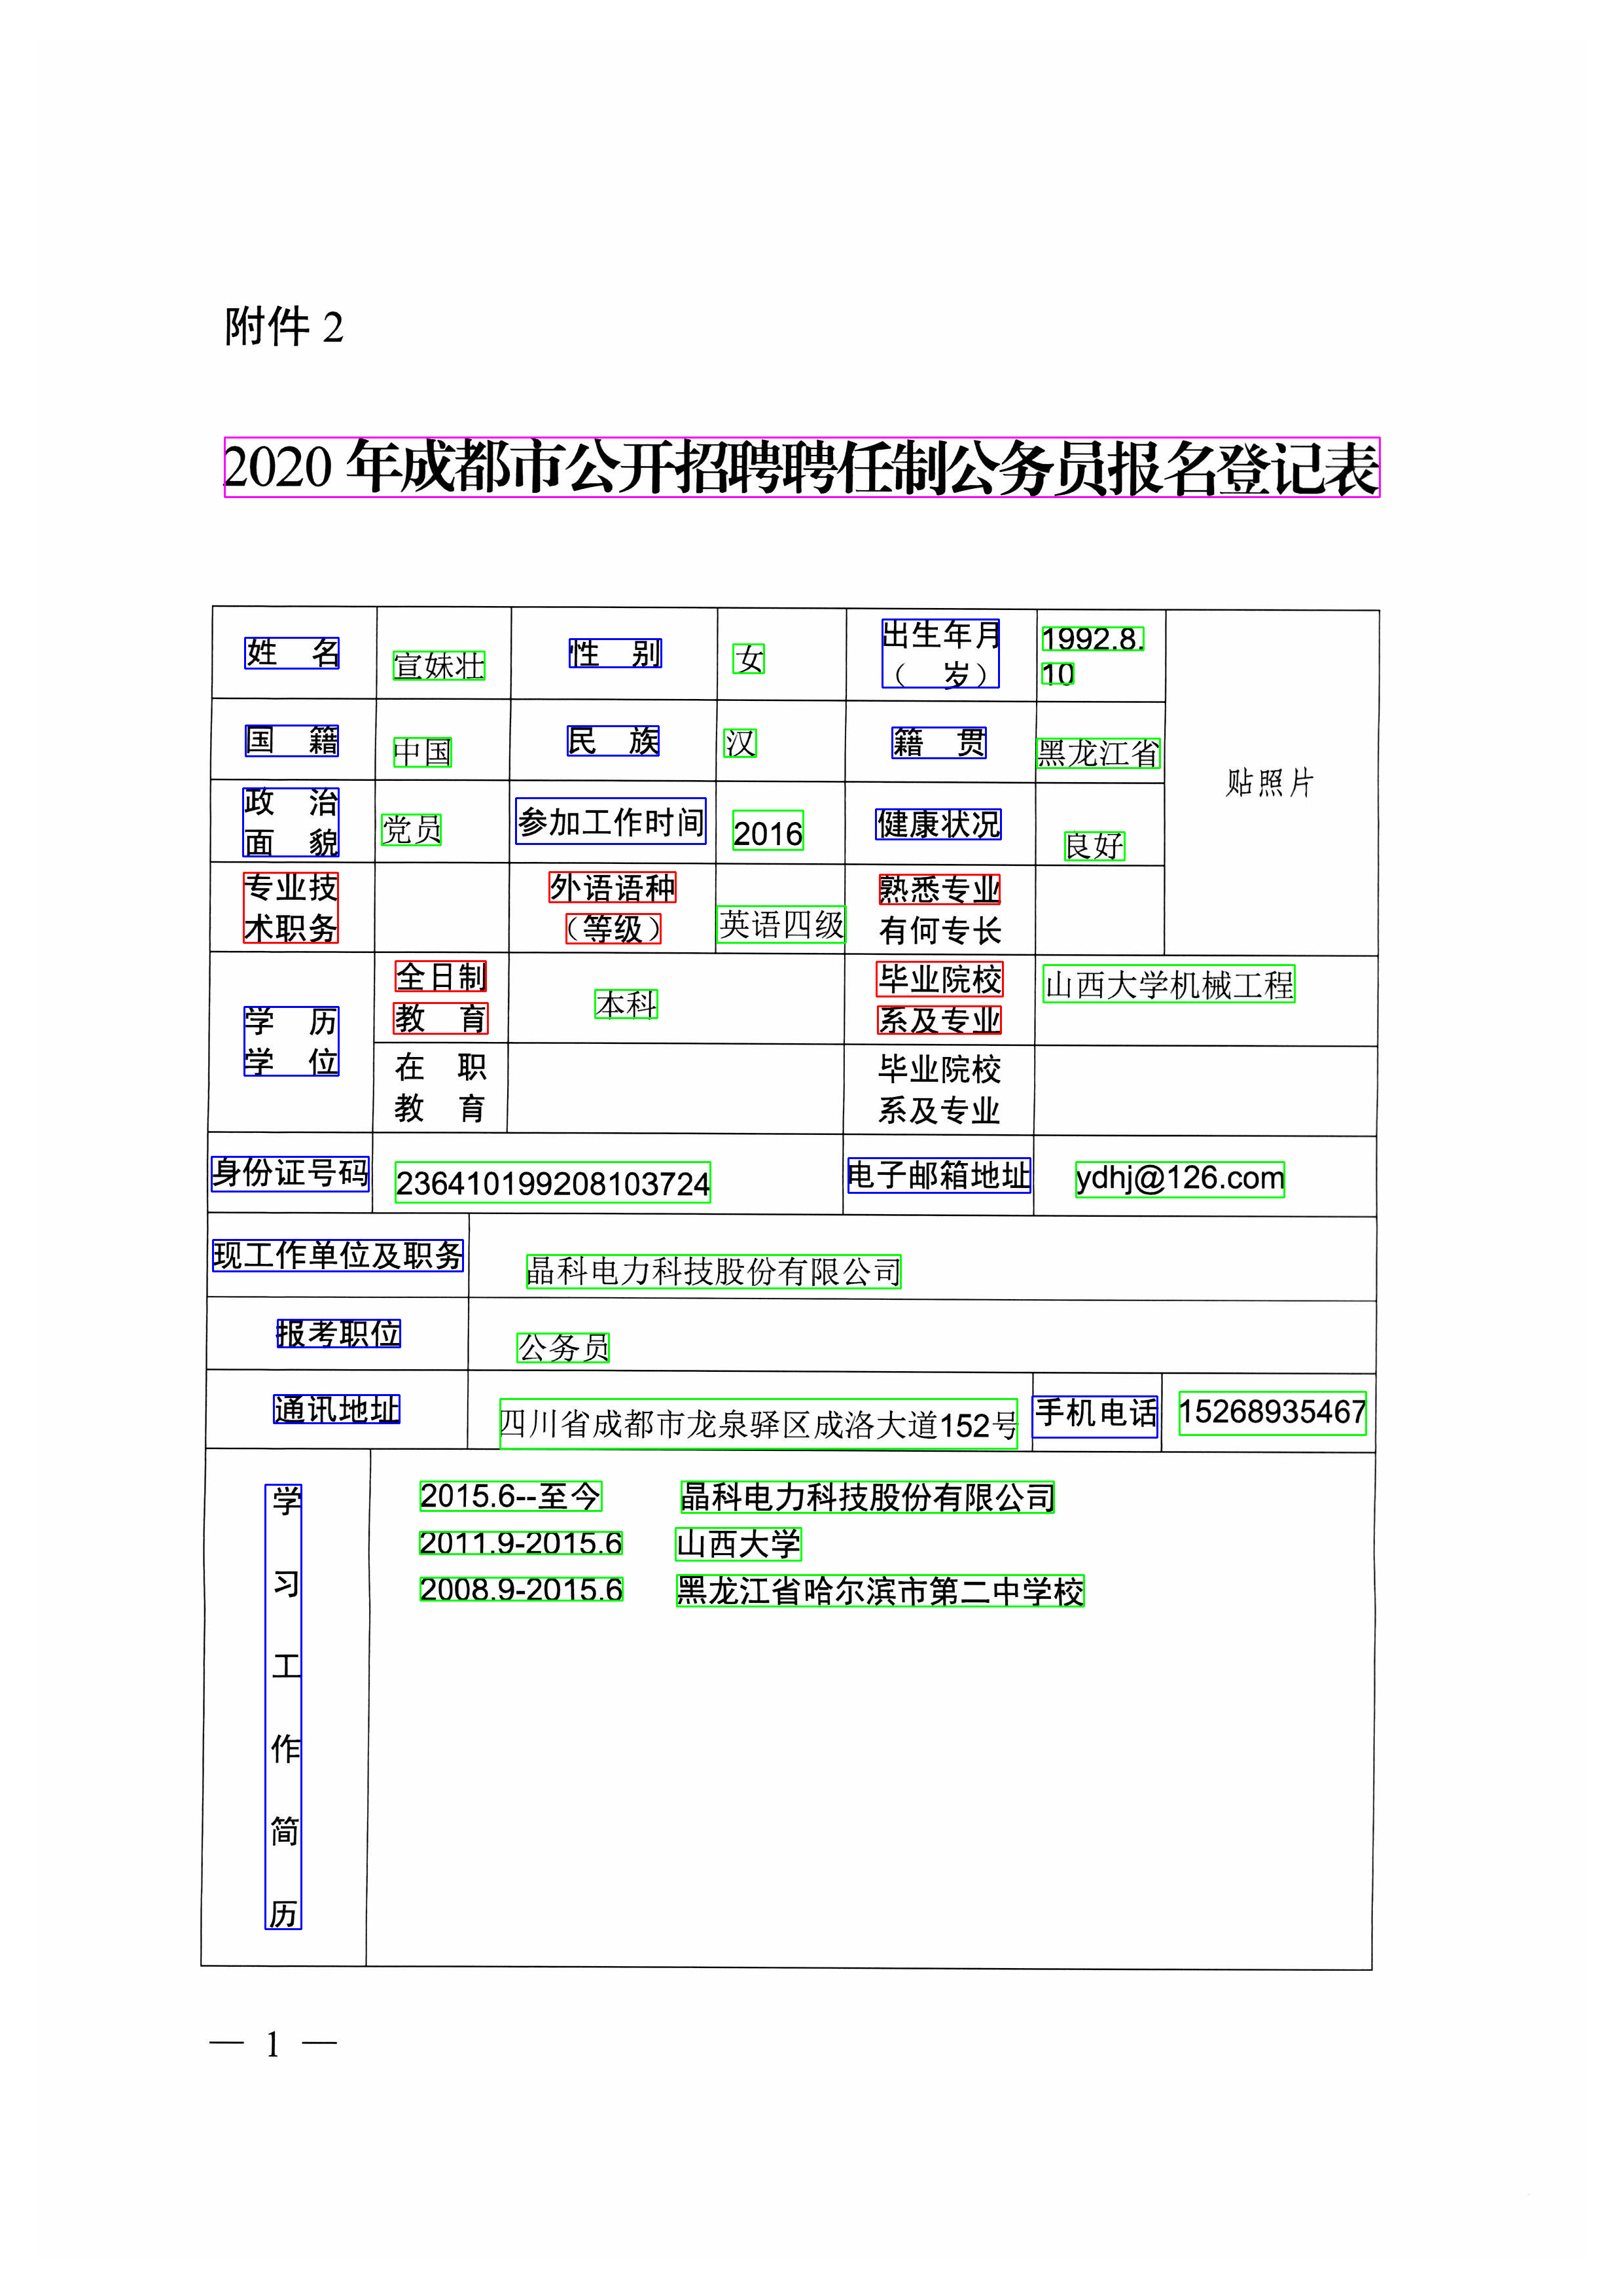 附件 2
2020 年成都市公开招聘聘任制公务员报名登记表
姓 名 宣妹壮 性 别 女 出生年月 1992.8.
（ 岁） 10
国 籍 中国 民 族 汉 籍 贯 黑龙江省
贴照片
政 治
面 貌
党员 参加工作时间 2016 健康状况 良好
专业技 外语语种 熟悉专业
术职务 （等级） 英语四级 有何专长
学 历
学 位
全日制 毕业院校
教 育 本科 系及专业 山西大学机械工程
在 职 毕业院校
教 育 系及专业
身份证号码 236410199208103724 电子邮箱地址 ydhj@126.com
现工作单位及职务 晶科电力科技股份有限公司
报考职位 公务员
通讯地址 四川省成都市龙泉驿区成洛大道152号 手机电话 15268935467
学习工作简历
2015.6--至今 晶科电力科技股份有限公司
2011.9-2015.6 山西大学
2008.9-2015.6 黑龙江省哈尔滨市第二中学校
— 1 —